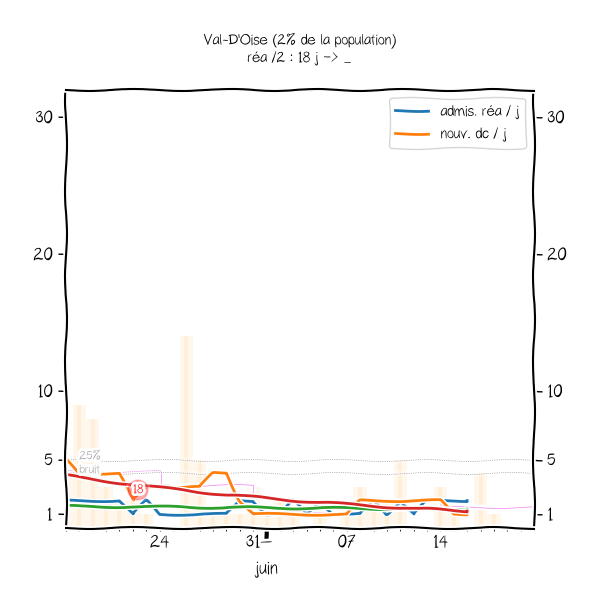 Val-D'Oise (2% de la population)
réa /2 : 18 j -> _
admis. réa / j
nouv. dc / j
30
30
20
20
10
10
5
5
25%
bruit
18
1
1
24
31
07
14
juin